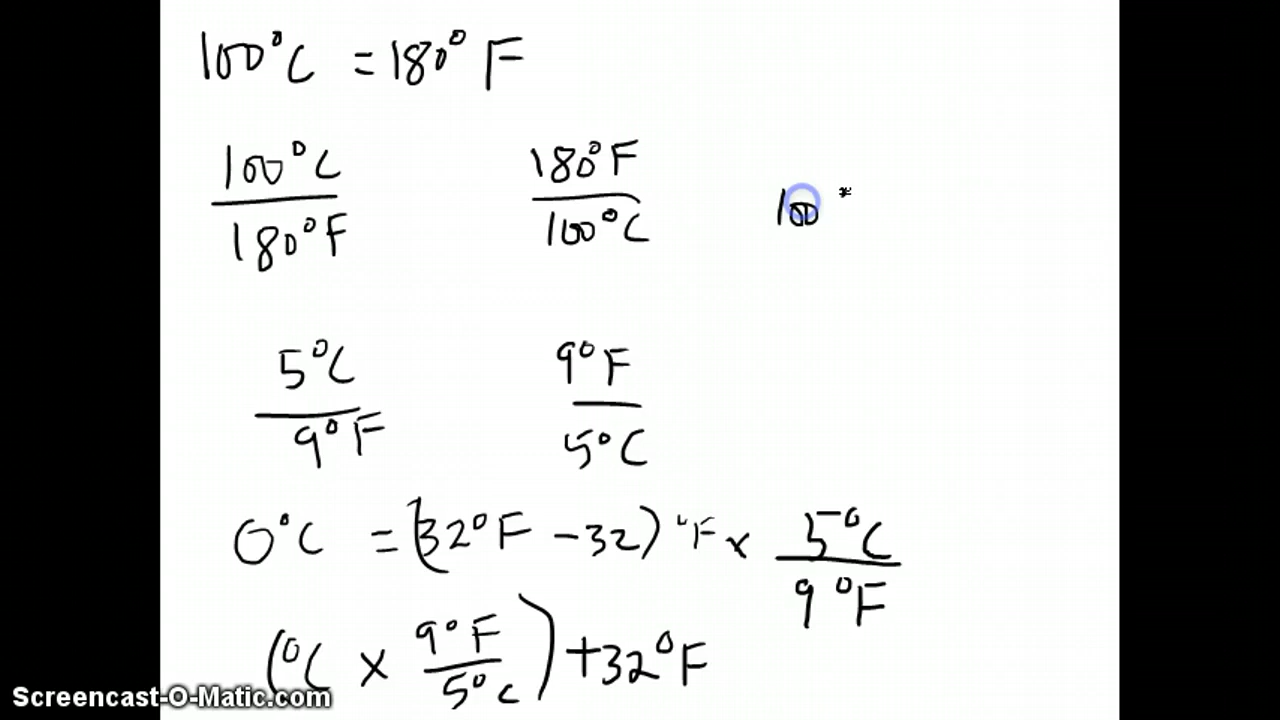 100°C = 180°F
100°C / 180°F    180°F / 100°C    100 *
5°C / 9°F    9°F / 5°C
0°C = (32°F - 32) °F x 5°C / 9°F
(°C x 9°F / 5°C) + 32°F
Screencast-O-Matic.com